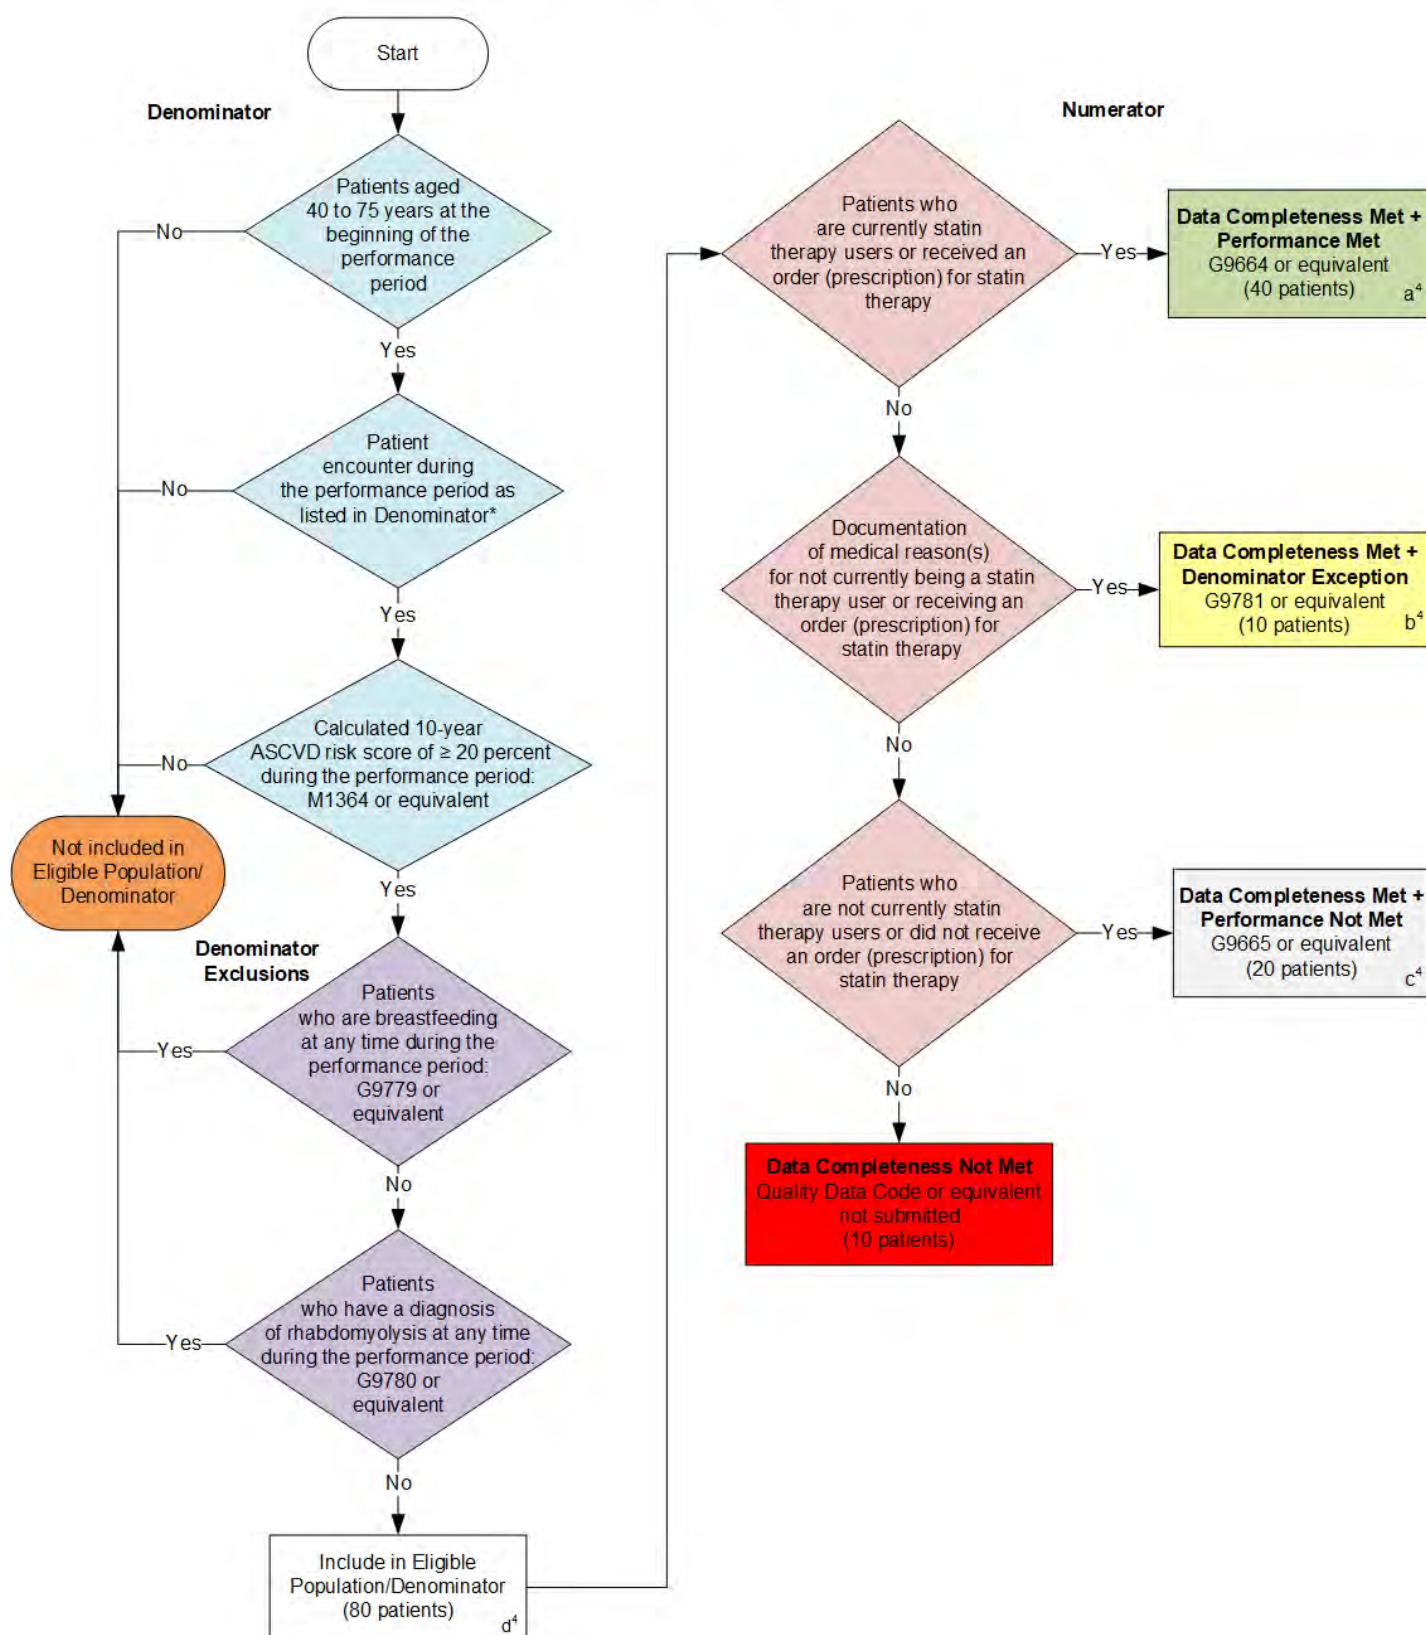 Start
Denominator
Patients aged
40 to 75 years at the
beginning of the
performance
period
No
Yes
Patient
encounter during
the performance period as
listed in Denominator*
No
Yes
Calculated 10-year
ASCVD risk score of ≥ 20 percent
during the performance period:
M1364 or equivalent
No
Yes
Not included in
Eligible Population/
Denominator
Denominator
Exclusions
Patients
who are breastfeeding
at any time during the
performance period:
G9779 or
equivalent
Yes
No
Patients
who have a diagnosis
of rhabdomyolysis at any time
during the performance period:
G9780 or
equivalent
Yes
No
Include in Eligible
Population/Denominator
(80 patients)
d⁴
Numerator
Patients who
are currently statin
therapy users or received an
order (prescription) for statin
therapy
Yes
Data Completeness Met +
Performance Met
G9664 or equivalent
(40 patients)
a⁴
No
Documentation
of medical reason(s)
for not currently being a statin
therapy user or receiving an
order (prescription) for
statin therapy
Yes
Data Completeness Met +
Denominator Exception
G9781 or equivalent
(10 patients)
b⁴
No
Patients who
are not currently statin
therapy users or did not receive
an order (prescription) for
statin therapy
Yes
Data Completeness Met +
Performance Not Met
G9665 or equivalent
(20 patients)
c⁴
No
Data Completeness Not Met
Quality Data Code or equivalent
not submitted
(10 patients)